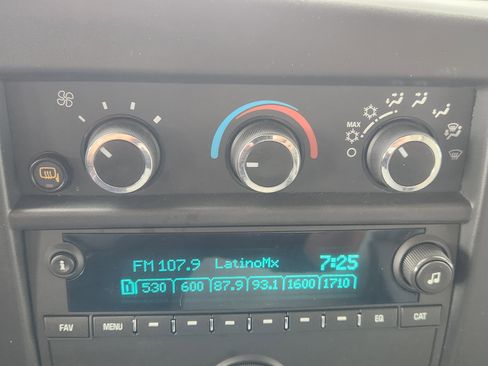 MAX
FM 107.9 LatinoMx 7:25
1 530 600 87.9 93.1 1600 1710
i
FAV MENU EQ CAT